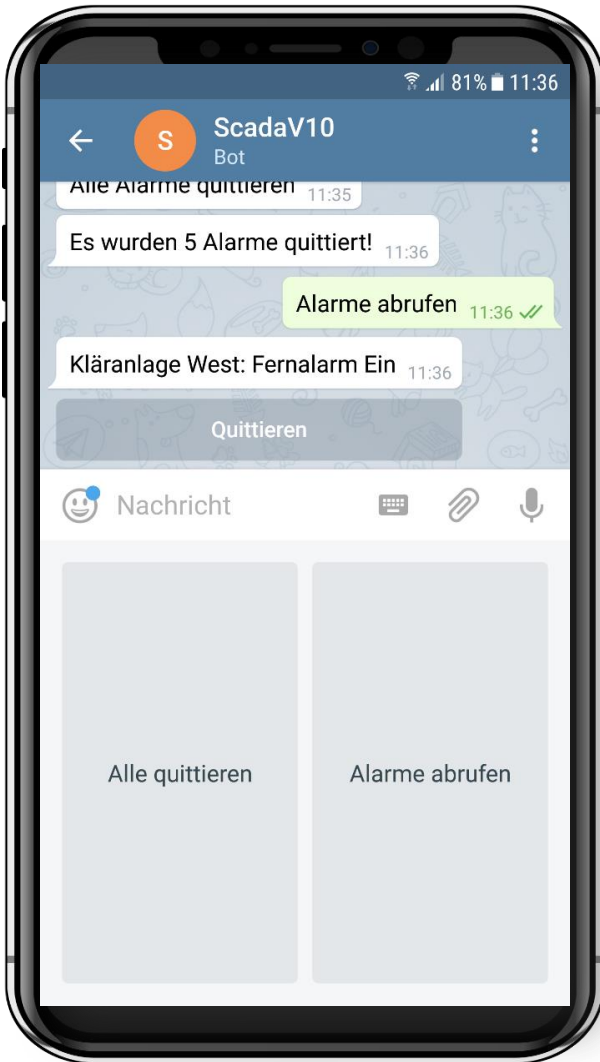 81% 11:36
S
ScadaV10
Bot
Alle Alarme quittieren 11:35
Es wurden 5 Alarme quittiert! 11:36
Alarme abrufen 11:36
Kläranlage West: Fernalarm Ein 11:36
Quittieren
Nachricht
Alle quittieren
Alarme abrufen